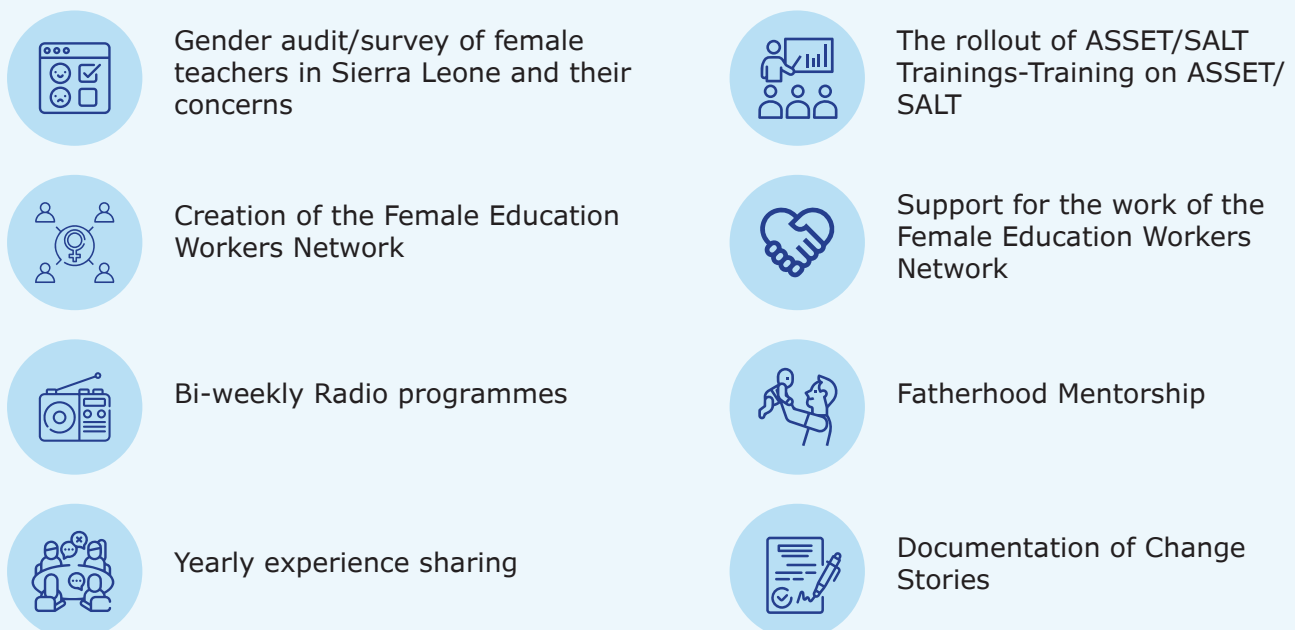 Gender audit/survey of female
teachers in Sierra Leone and their
concerns
The rollout of ASSET/SALT
Trainings-Training on ASSET/
SALT
Creation of the Female Education
Workers Network
Support for the work of the
Female Education Workers
Network
Bi-weekly Radio programmes
Fatherhood Mentorship
Yearly experience sharing
Documentation of Change
Stories